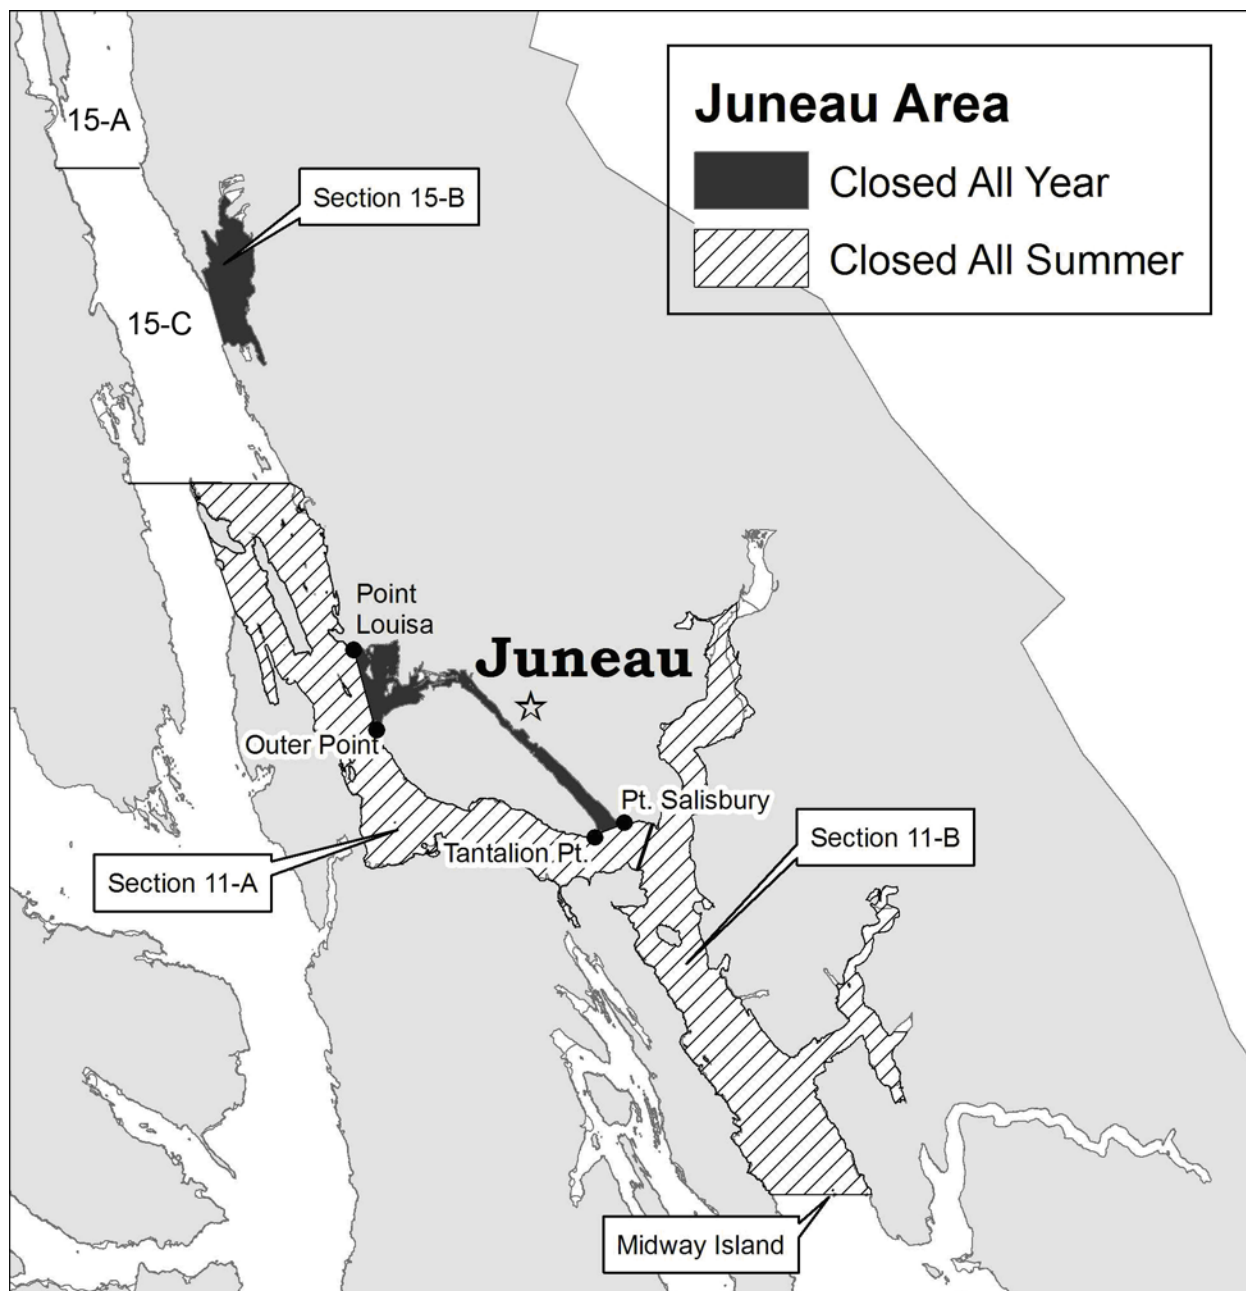 Juneau Area
Closed All Year
Closed All Summer
15-A
Section 15-B
15-C
Point
Louisa
Juneau
Outer Point
Pt. Salisbury
Tantalion Pt.
Section 11-B
Section 11-A
Midway Island